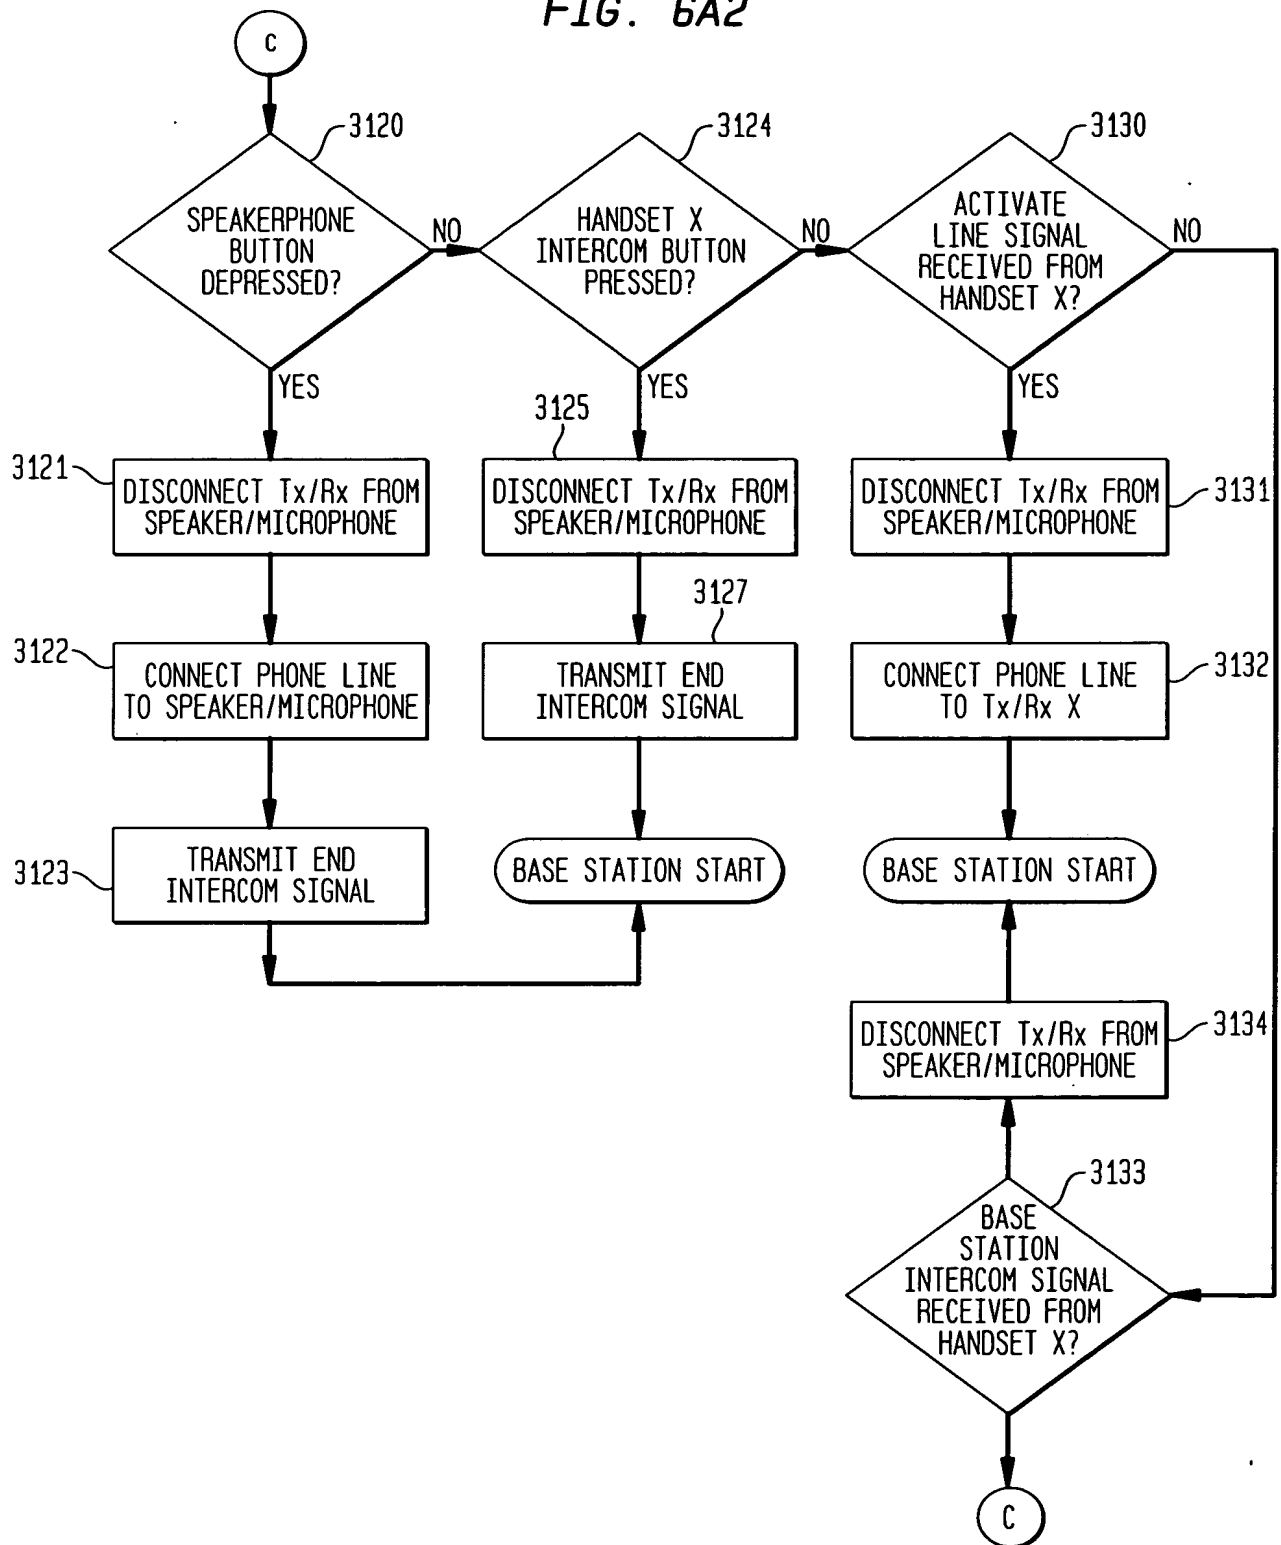 FIG. 6A2
C
3120
SPEAKERPHONE
BUTTON
DEPRESSED?
NO
YES
3124
HANDSET X
INTERCOM BUTTON
PRESSED?
NO
YES
3130
ACTIVATE
LINE SIGNAL
RECEIVED FROM
HANDSET X?
NO
YES
3121
DISCONNECT Tx/Rx FROM
SPEAKER/MICROPHONE
3125
DISCONNECT Tx/Rx FROM
SPEAKER/MICROPHONE
3131
DISCONNECT Tx/Rx FROM
SPEAKER/MICROPHONE
3122
CONNECT PHONE LINE
TO SPEAKER/MICROPHONE
3127
TRANSMIT END
INTERCOM SIGNAL
3132
CONNECT PHONE LINE
TO Tx/Rx X
3123
TRANSMIT END
INTERCOM SIGNAL
BASE STATION START
BASE STATION START
3134
DISCONNECT Tx/Rx FROM
SPEAKER/MICROPHONE
3133
BASE
STATION
INTERCOM SIGNAL
RECEIVED FROM
HANDSET X?
C